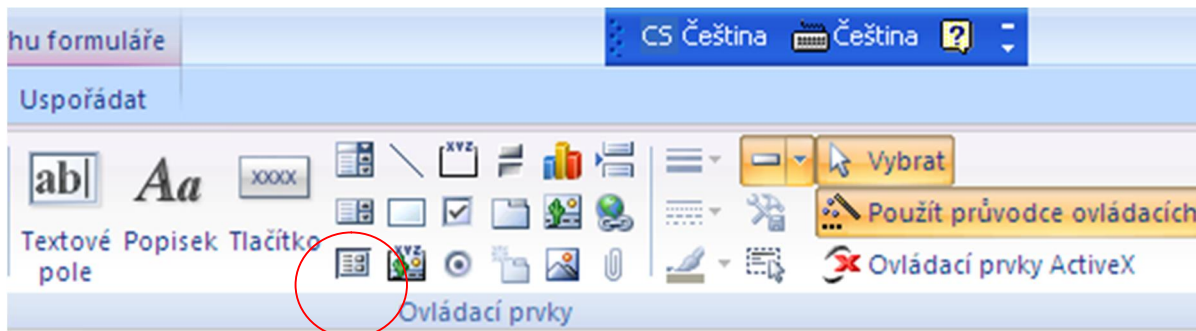 hu formuláře
CS Čeština Čeština ?
Uspořádat
ab|
Aa
XXXX
XYZ
Vybrat
Použít průvodce ovládacích
Textové pole
Popisek
Tlačítko
XYZ
Ovládací prvky ActiveX
Ovládací prvky